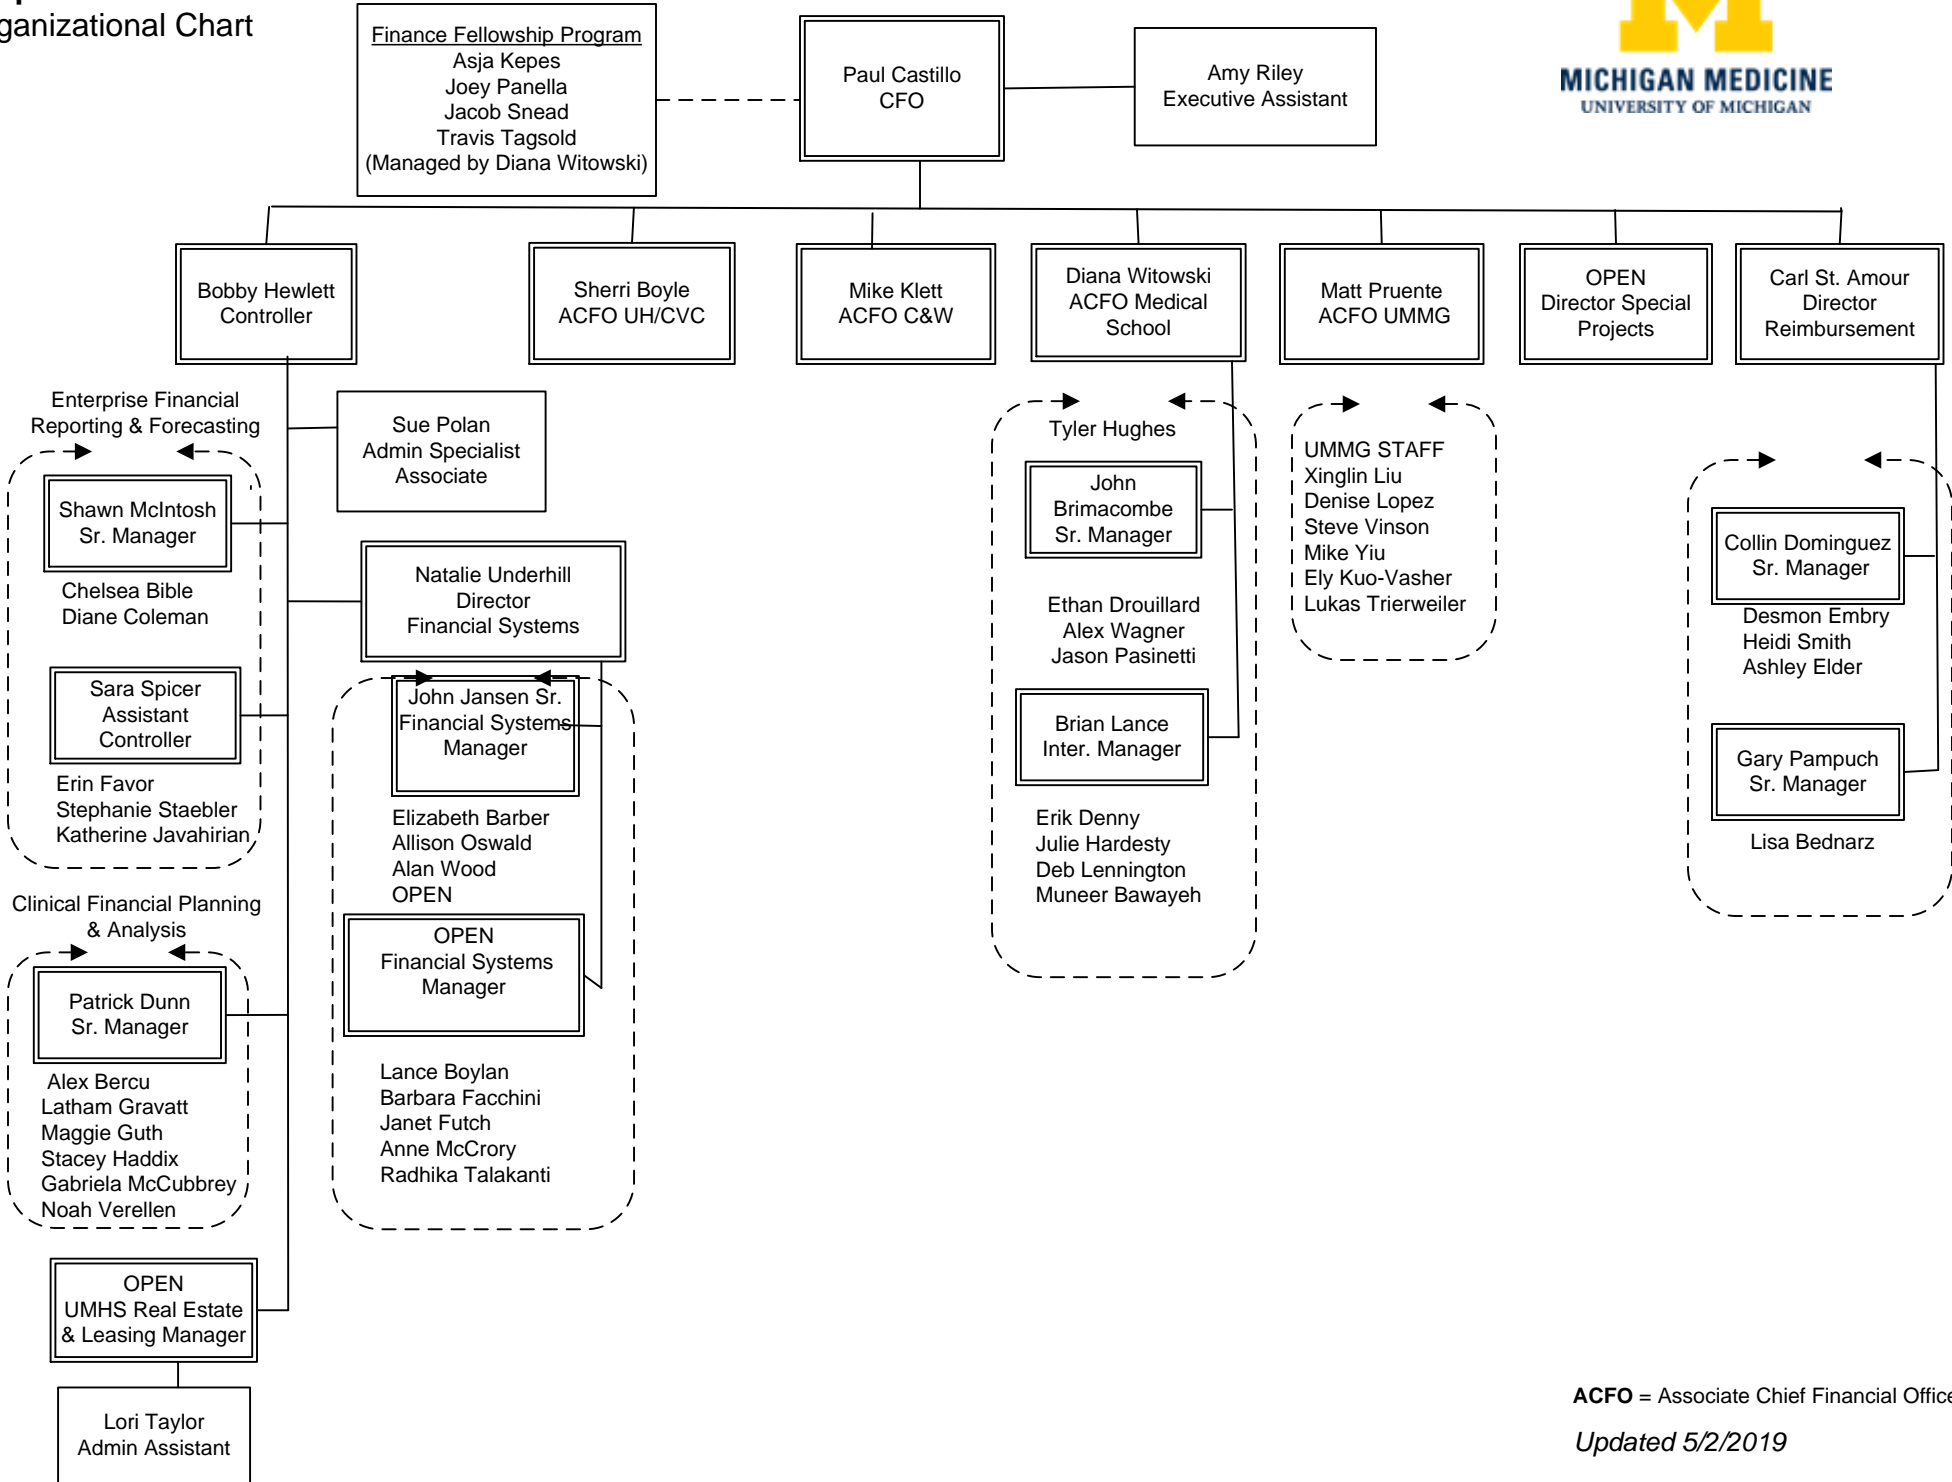 ganizational Chart
Finance Fellowship Program
Asja Kepes
Joey Panella
Jacob Snead
Travis Tagsold
(Managed by Diana Witowski)
Paul Castillo
CFO
Amy Riley
Executive Assistant
MICHIGAN MEDICINE
UNIVERSITY OF MICHIGAN
Bobby Hewlett
Controller
Sherri Boyle
ACFO UH/CVC
Mike Klett
ACFO C&W
Diana Witowski
ACFO Medical
School
Matt Pruente
ACFO UMMG
OPEN
Director Special
Projects
Carl St. Amour
Director
Reimbursement
Enterprise Financial
Reporting & Forecasting
Shawn McIntosh
Sr. Manager
Chelsea Bible
Diane Coleman
Sara Spicer
Assistant
Controller
Erin Favor
Stephanie Staebler
Katherine Javahirian
Clinical Financial Planning
& Analysis
Patrick Dunn
Sr. Manager
Alex Bercu
Latham Gravatt
Maggie Guth
Stacey Haddix
Gabriela McCubbrey
Noah Verellen
OPEN
UMHS Real Estate
& Leasing Manager
Lori Taylor
Admin Assistant
Sue Polan
Admin Specialist
Associate
Natalie Underhill
Director
Financial Systems
John Jansen Sr.
Financial Systems
Manager
Elizabeth Barber
Allison Oswald
Alan Wood
OPEN
OPEN
Financial Systems
Manager
Lance Boylan
Barbara Facchini
Janet Futch
Anne McCrory
Radhika Talakanti
Tyler Hughes
John
Brimacombe
Sr. Manager
Ethan Drouillard
Alex Wagner
Jason Pasinetti
Brian Lance
Inter. Manager
Erik Denny
Julie Hardesty
Deb Lennington
Muneer Bawayeh
UMMG STAFF
Xinglin Liu
Denise Lopez
Steve Vinson
Mike Yiu
Ely Kuo-Vasher
Lukas Trierweiler
Collin Dominguez
Sr. Manager
Desmon Embry
Heidi Smith
Ashley Elder
Gary Pampuch
Sr. Manager
Lisa Bednarz
ACFO = Associate Chief Financial Office
Updated 5/2/2019